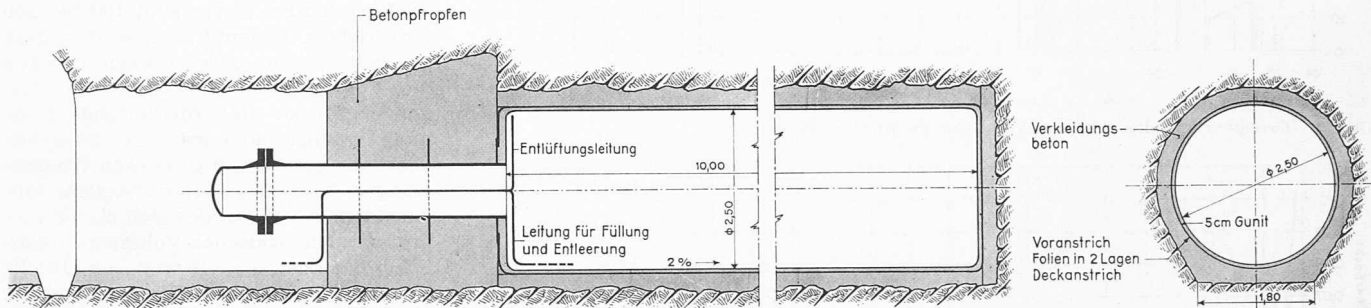 Betonpfropfen
Entlüftungsleitung
10,00
ϕ 2,50
Leitung für Füllung
und Entleerung
2%
Verkleidungs-
beton
ϕ 2,50
5cm Gunit
Voranstrich
Folien in 2 Lagen
Deckanstrich
1,80